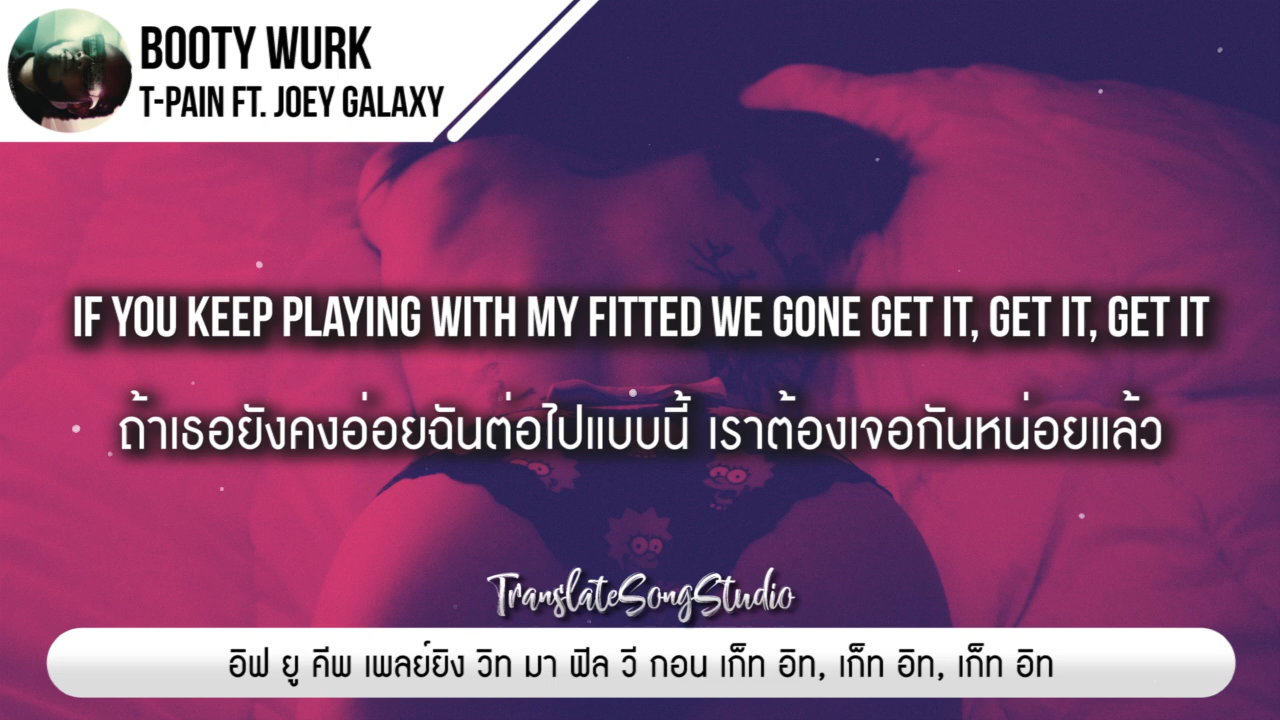 BOOTY WURK
T-PAIN FT. JOEY GALAXY
IF YOU KEEP PLAYING WITH MY FITTED WE GONE GET IT, GET IT, GET IT
ถ้าเธอยังคงอ่อยฉันต่อไปแบบนี้ เราต้องเจอกันหน่อยแล้ว
TranslateSongStudio
อิฟ ยู คีพ เพลย์ยิง วิท มา ฟิล วี กอน เก็ท อิท, เก็ท อิท, เก็ท อิท